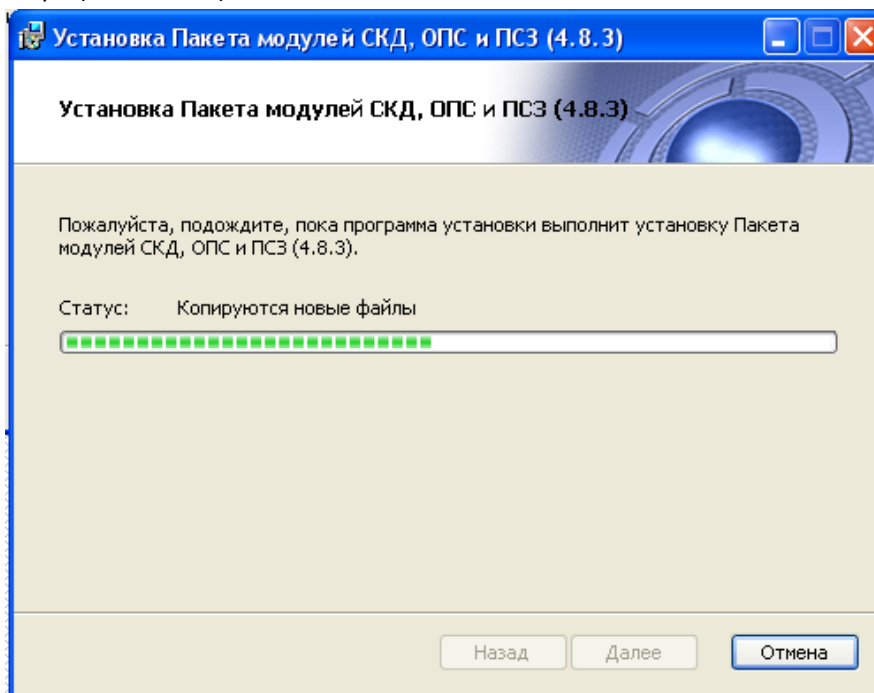 Установка Пакета модулей СКД, ОПС и ПСЗ (4.8.3)
Установка Пакета модулей СКД, ОПС и ПСЗ (4.8.3)
Пожалуйста, подождите, пока программа установки выполнит установку Пакета
модулей СКД, ОПС и ПСЗ (4.8.3).
Статус: Копируются новые файлы
Назад Далее Отмена